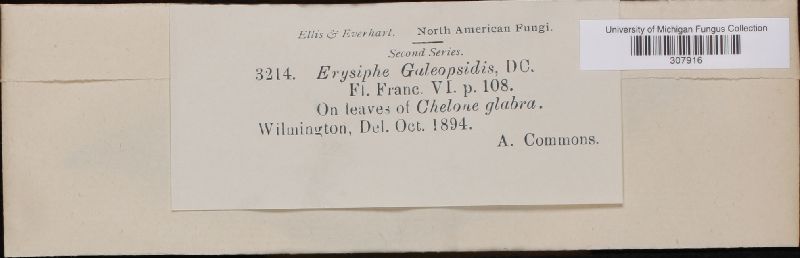 Ellis & Everhart. North American Fungi.
Second Series.
3214. Erysiphe Galeopsidis, DC.
Fl. Franc. VI. p. 108.
On leaves of Chelone glabra.
Wilmington, Del. Oct. 1894.
A. Commons.
University of Michigan Fungus Collection
307916